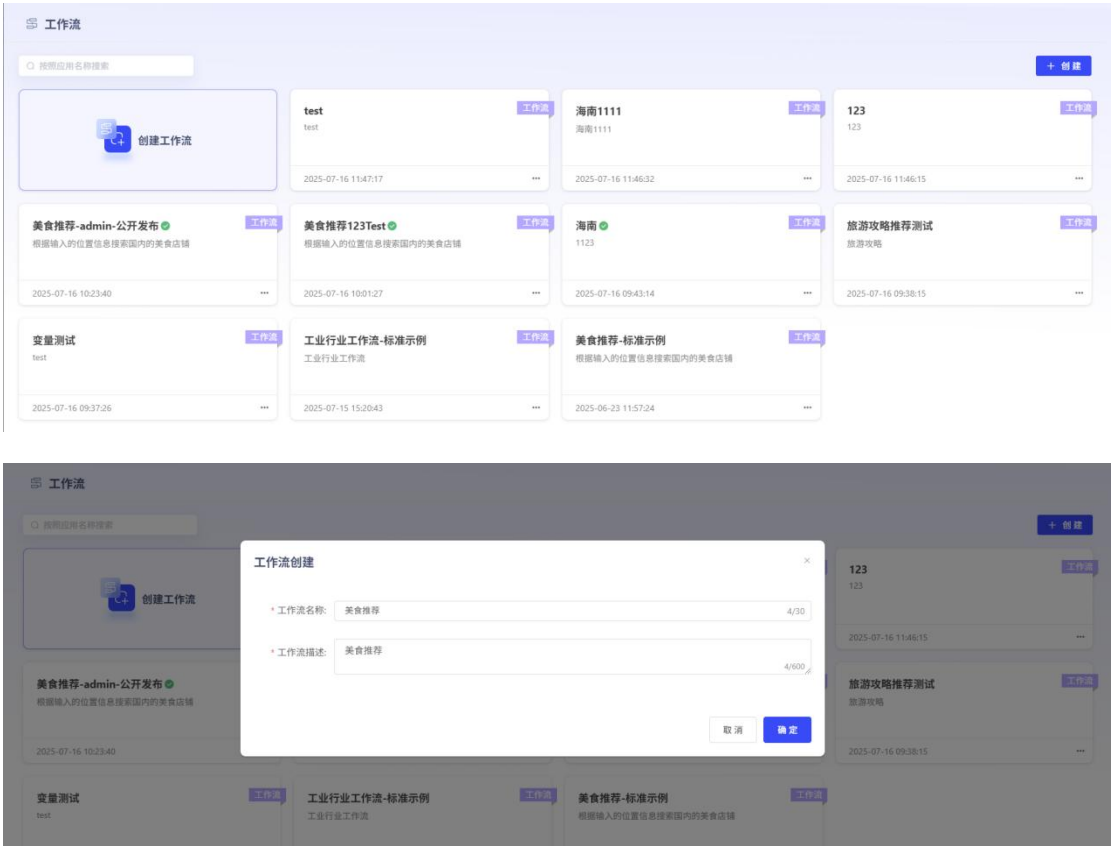 工作流
按照应用名称搜索
+ 创建
创建工作流
test
工作流
test
2025-07-16 11:47:17
海南1111
工作流
海南1111
2025-07-16 11:46:32
123
工作流
123
2025-07-16 11:46:15
美食推荐-admin-公开发布
工作流
根据输入的位置信息搜索国内的美食店铺
2025-07-16 10:23:40
美食推荐123Test
工作流
根据输入的位置信息搜索国内的美食店铺
2025-07-16 10:01:27
海南
工作流
1123
2025-07-16 09:43:14
旅游攻略推荐测试
工作流
旅游攻略
2025-07-16 09:38:15
变量测试
工作流
test
2025-07-16 09:37:26
工业行业工作流-标准示例
工作流
工业行业工作流
2025-07-15 15:20:43
美食推荐-标准示例
工作流
根据输入的位置信息搜索国内的美食店铺
2025-06-23 11:57:24
工作流
按照应用名称搜索
+ 创建
创建工作流
工作流创建
* 工作流名称: 美食推荐 4/30
* 工作流描述: 美食推荐
4/600
取消 确定
123
工作流
123
2025-07-16 11:46:15
美食推荐-admin-公开发布
根据输入的位置信息搜索国内的美食店铺
2025-07-16 10:23:40
旅游攻略推荐测试
工作流
旅游攻略
2025-07-16 09:38:15
变量测试
工作流
test
工业行业工作流-标准示例
工作流
工业行业工作流
美食推荐-标准示例
工作流
根据输入的位置信息搜索国内的美食店铺